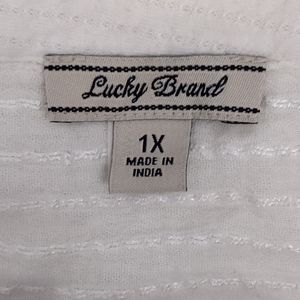 Lucky Brand
1X
MADE IN
INDIA